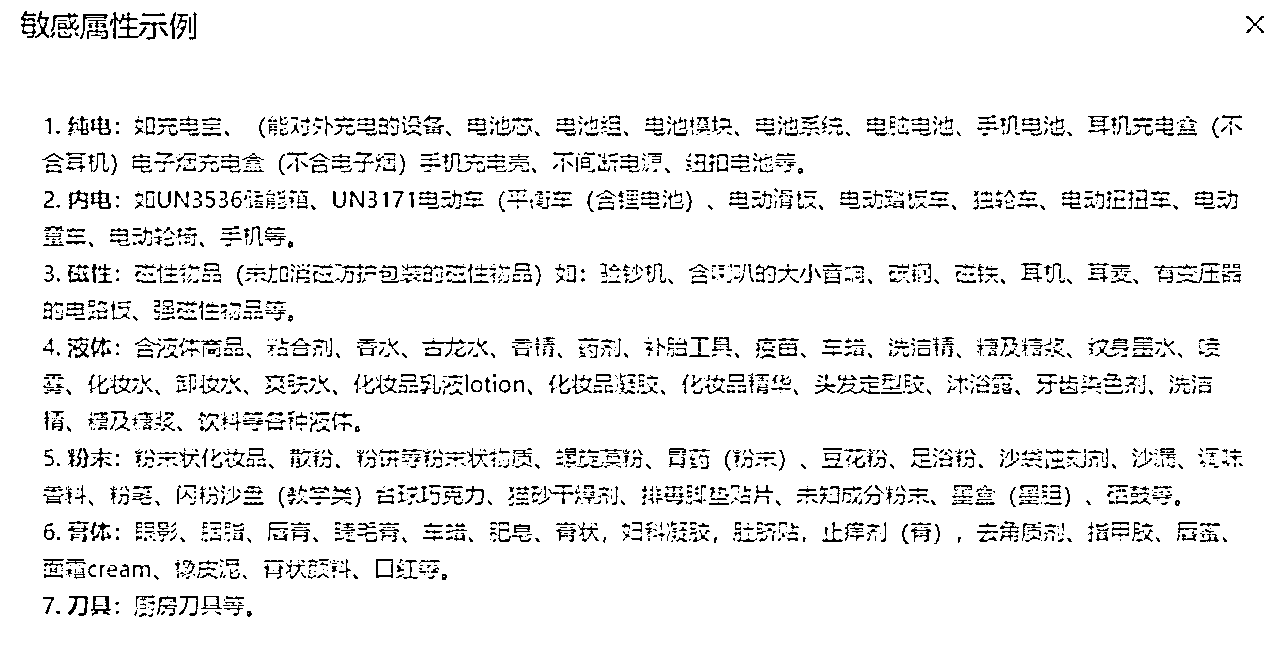 敏感属性示例
1. 纯电：如充电宝、（能对外充电的设备、电池芯、电池组、电池模块、电池系统、电脑电池、手机电池、耳机充电盒（不
含耳机）电子烟充电盒（不含电子烟）手机充电壳、不间断电源、纽扣电池等。
2. 内电：如UN3536储能箱、UN3171电动车（平衡车（含锂电池）、电动滑板、电动踏板车、独轮车、电动扭扭车、电动
童车、电动轮椅、手机等。
3. 磁性：磁性物品（未加消磁防护包装的磁性物品）如：验钞机、含喇叭的大小音响、碳钢、磁铁、耳机、耳麦、有变压器
的电路板、强磁性物品等。
4. 液体：含液体商品、粘合剂、香水、古龙水、香精、药剂、补胎工具、疫苗、车蜡、洗洁精、糖及糖浆、纹身墨水、喷
雾、化妆水、卸妆水、爽肤水、化妆品乳液lotion、化妆品凝胶、化妆品精华、头发定型胶、沐浴露、牙齿染色剂、洗洁
精、糖及糖浆、饮料等各种液体。
5. 粉末：粉末状化妆品、散粉、粉饼等粉末状物质、螺旋藻粉、胃药（粉末）、豆花粉、足浴粉、沙袋蚀刻剂、沙漏、调味
香料、粉笔、闪粉沙盘（教学类）台球巧克力、猫砂干燥剂、排毒脚垫贴片、未知成分粉末、墨盒（墨胆）、硒鼓等。
6. 膏体：眼影、胭脂、唇膏、睫毛膏、车蜡、肥皂、膏状，妇科凝胶，肚脐贴，止痒剂（膏），去角质剂、指甲胶、唇蜜、
面霜cream、橡皮泥、膏状颜料、口红等。
7. 刀具：厨房刀具等。